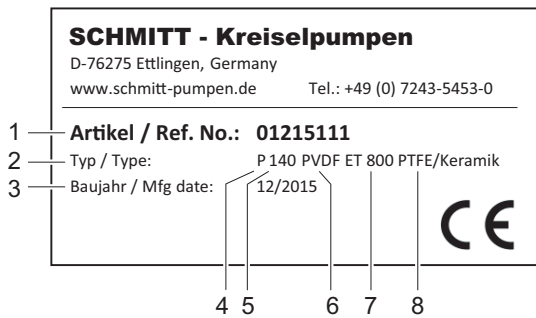 SCHMITT - Kreiselpumpen
D-76275 Ettlingen, Germany
www.schmitt-pumpen.de Tel.: +49 (0) 7243-5453-0
1 Artikel / Ref. No.: 01215111
2 Typ / Type: P 140 PVDF ET 800 PTFE/Keramik
3 Baujahr / Mfg date: 12/2015
CE
4 5 6 7 8